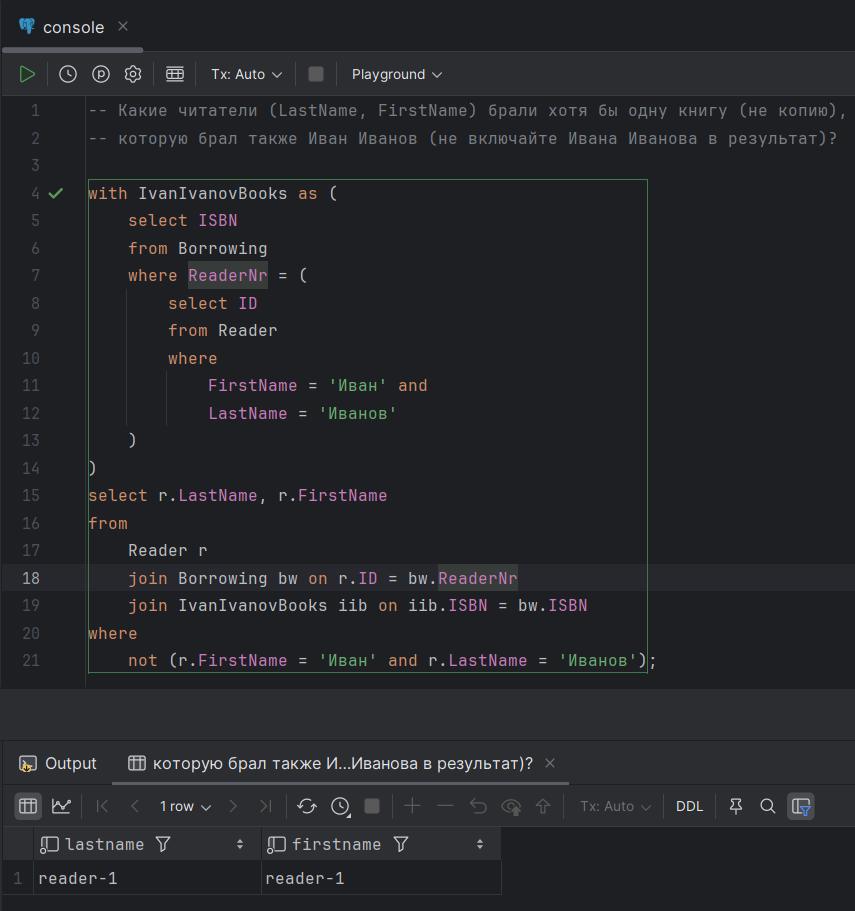 console
Tx: Auto
Playground
1 -- Какие читатели (LastName, FirstName) брали хотя бы одну книгу (не копию),
2 -- которую брал также Иван Иванов (не включайте Ивана Иванова в результат)?
3
4 with IvanIvanovBooks as (
5 select ISBN
6 from Borrowing
7 where ReaderNr = (
8 select ID
9 from Reader
10 where
11 FirstName = 'Иван' and
12 LastName = 'Иванов'
13 )
14 )
15 select r.LastName, r.FirstName
16 from
17 Reader r
18 join Borrowing bw on r.ID = bw.ReaderNr
19 join IvanIvanovBooks iib on iib.ISBN = bw.ISBN
20 where
21 not (r.FirstName = 'Иван' and r.LastName = 'Иванов');
Output
которую брал также И...Иванова в результат)?
1 row
Tx: Auto
DDL
lastname firstname
1 reader-1 reader-1